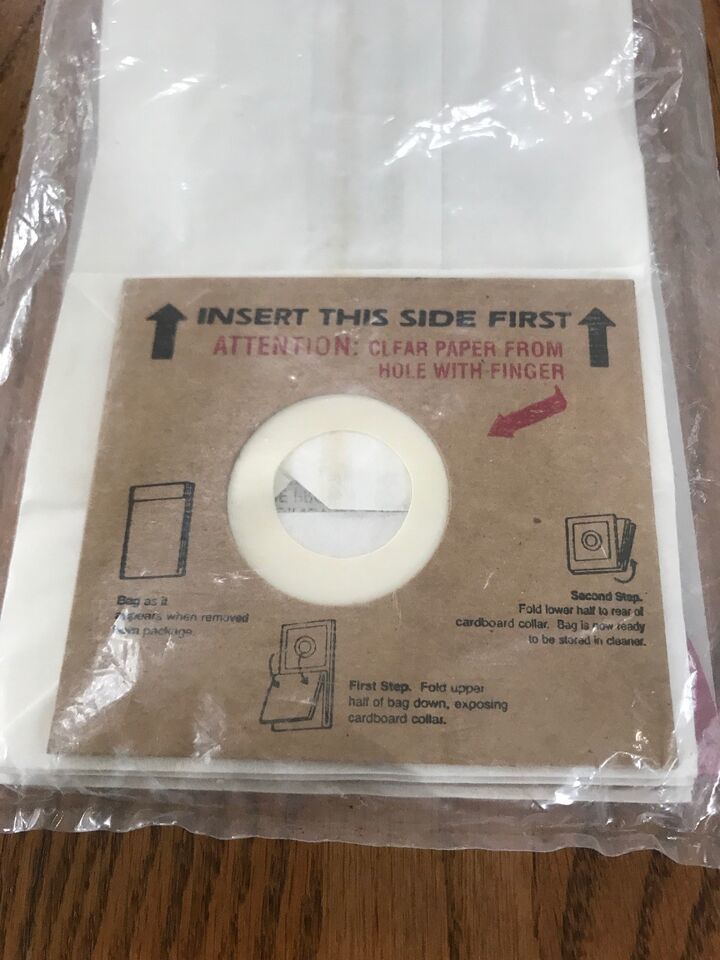 INSERT THIS SIDE FIRST
ATTENTION: CLEAR PAPER FROM
HOLE WITH FINGER
Bag as it
appears when removed
from package.
Second Step.
Fold lower half to rear of
cardboard collar. Bag is now ready
to be stored in cleaner.
First Step. Fold upper
half of bag down, exposing
cardboard collar.